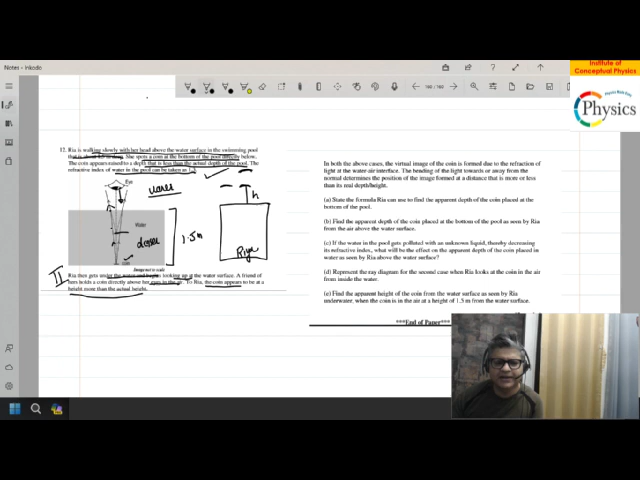 Notes - Inkode
Institute of
Conceptual Physics
Physics
12. Ria is walking slowly with her head above the water surface in the swimming pool
that is about 1.5 m deep. She spots a coin at the bottom of the pool directly below.
The coin appears raised to a depth that is less than the actual depth of the pool. The
refractive index of water in the pool can be taken as 1.3
Eye
rarer
h
Water
denser
1.5m
Riya
Image not to scale
II
Ria then gets under the water and begins looking up at the water surface. A friend of
hers holds a coin directly above her eyes in the air. To Ria, the coin appears to be at a
height more than the actual height.
In both the above cases, the virtual image of the coin is formed due to the refraction of
light at the water-air interface. The bending of the light towards or away from the
normal determines the position of the image formed at a distance that is more or less
than its real depth/height.
(a) State the formula Ria can use to find the apparent depth of the coin placed at the
bottom of the pool.
(b) Find the apparent depth of the coin placed at the bottom of the pool as seen by Ria
from the air above the water surface.
(c) If the water in the pool gets polluted with an unknown liquid, thereby decreasing
its refractive index, what will be the effect on the apparent depth of the coin placed in
water as seen by Ria above the water surface?
(d) Represent the ray diagram for the second case when Ria looks at the coin in the air
from inside the water.
(e) Find the apparent height of the coin from the water surface as seen by Ria
underwater, when the coin is in the air at a height of 1.5 m from the water surface.
***End of Paper***